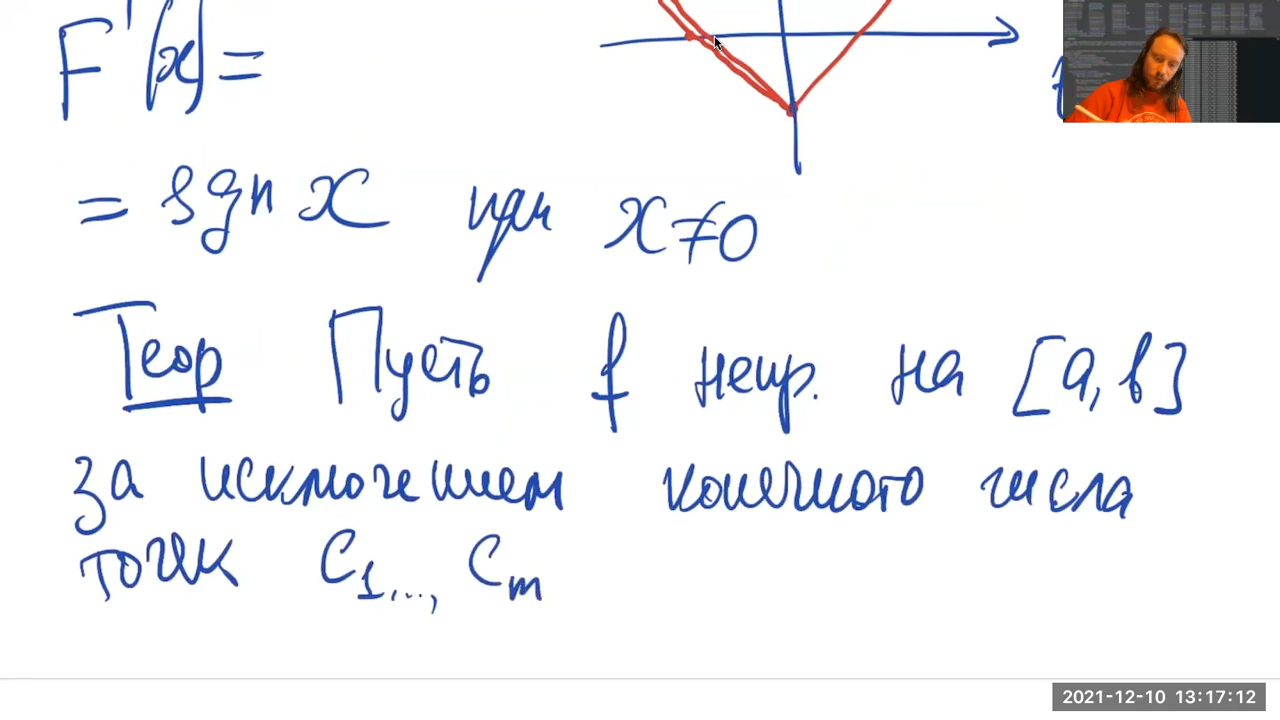 F'(x) =
= sgn x при x ≠ 0
Теор Пусть f непр. на [a, b]
за исключением конечного числа
точек C₁,..., Cₘ
2021-12-10 13:17:12